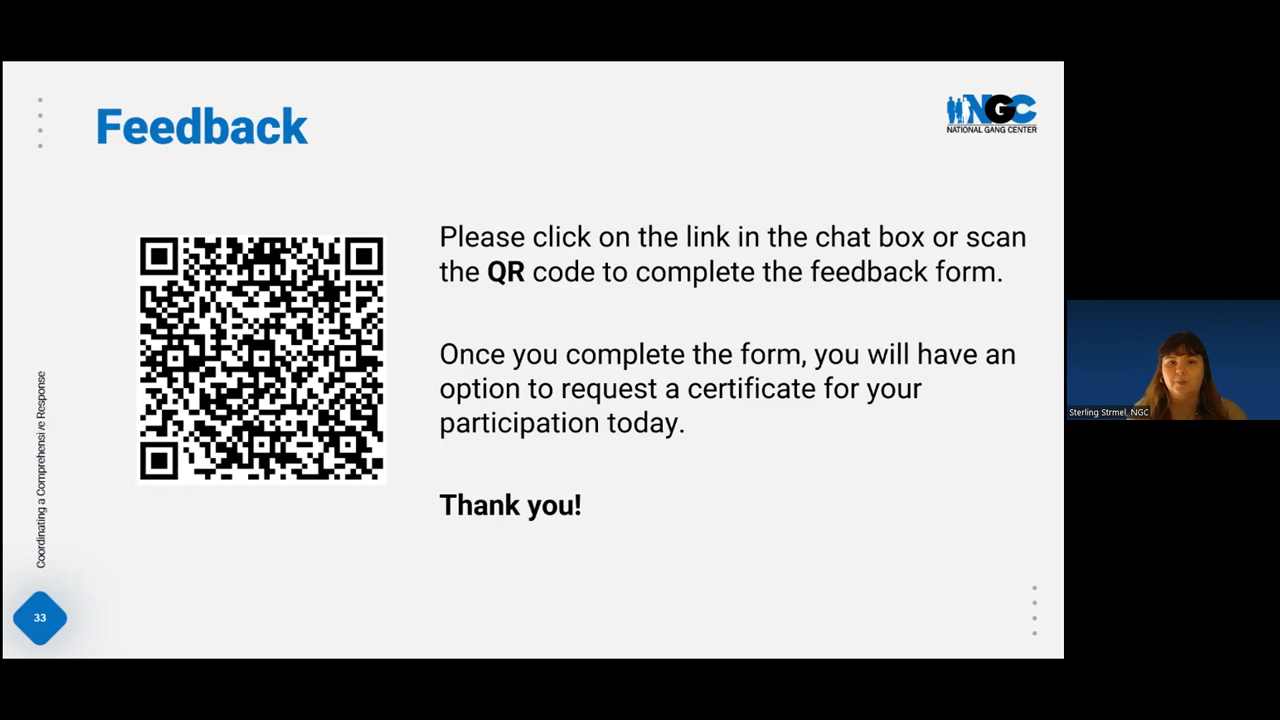 Feedback
NGC
NATIONAL GANG CENTER
Please click on the link in the chat box or scan
the QR code to complete the feedback form.
Once you complete the form, you will have an
option to request a certificate for your
participation today.
Thank you!
Coordinating a Comprehensive Response
33
Sterling Strmel, NGC